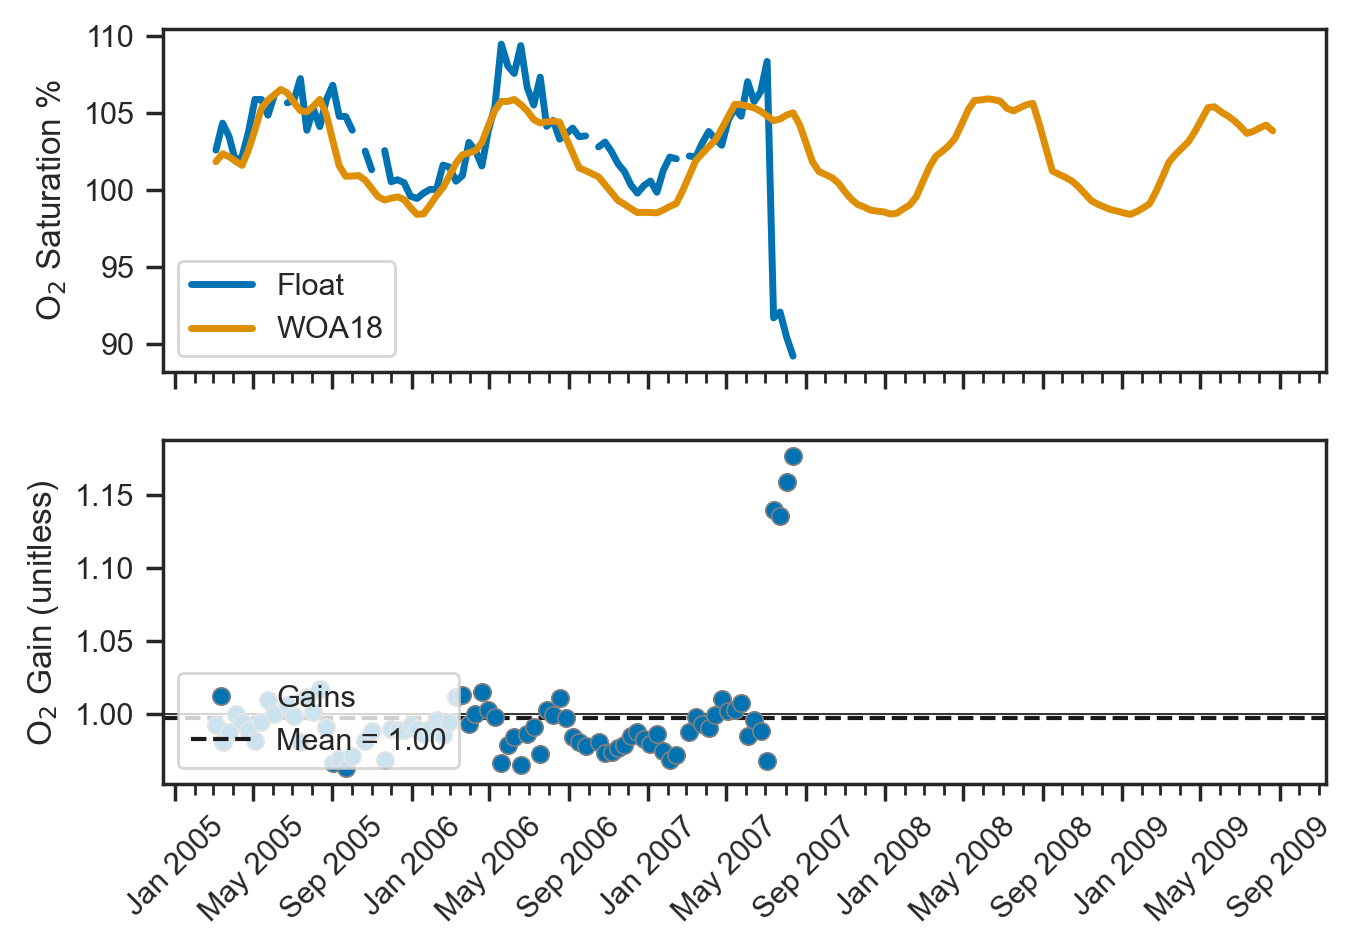 O₂ Saturation %
110
105
100
95
90
Float
WOA18
O₂ Gain (unitless)
1.15
1.10
1.05
1.00
Gains
Mean = 1.00
Jan 2005
May 2005
Sep 2005
Jan 2006
May 2006
Sep 2006
Jan 2007
May 2007
Sep 2007
Jan 2008
May 2008
Sep 2008
Jan 2009
May 2009
Sep 2009